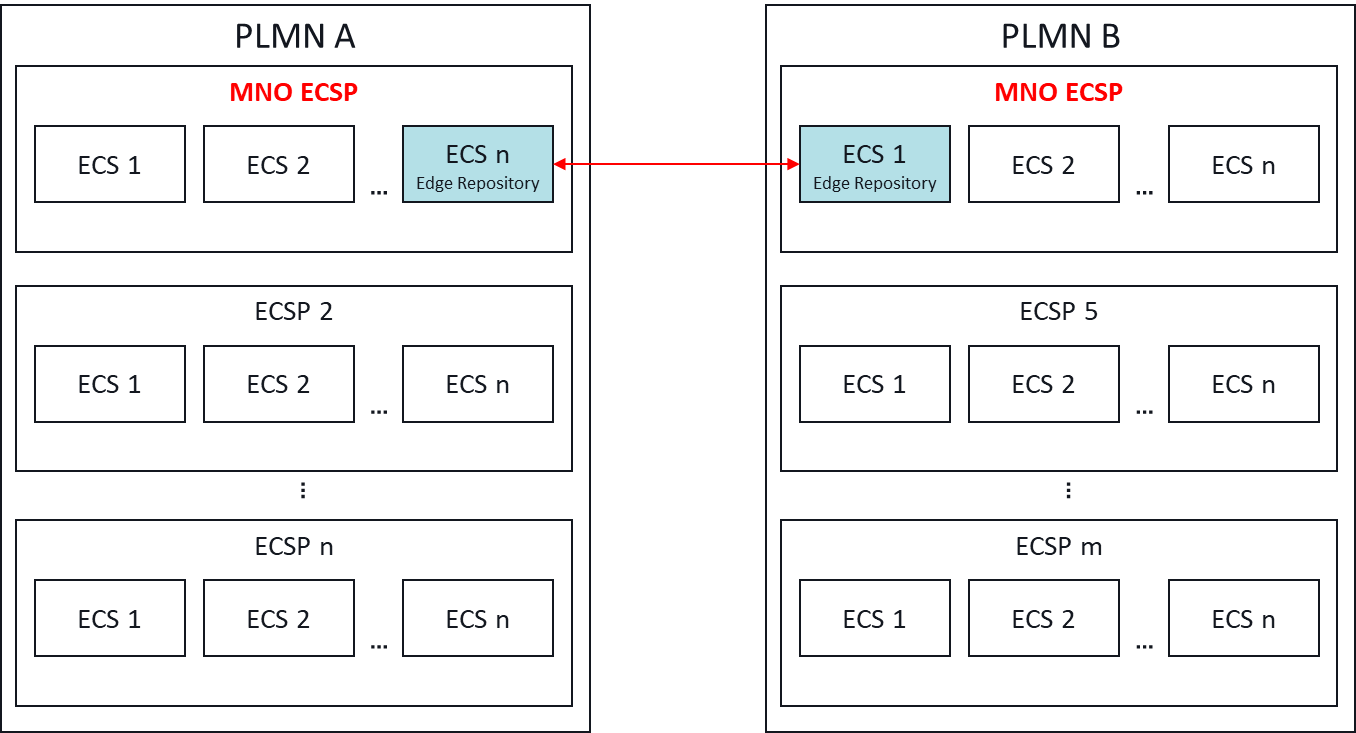 PLMN A
MNO ECSP
ECS 1
ECS 2
...
ECS n
Edge Repository
ECSP 2
ECS 1
ECS 2
...
ECS n
...
ECSP n
ECS 1
ECS 2
...
ECS n
PLMN B
MNO ECSP
ECS 1
Edge Repository
ECS 2
...
ECS n
ECSP 5
ECS 1
ECS 2
...
ECS n
...
ECSP m
ECS 1
ECS 2
...
ECS n